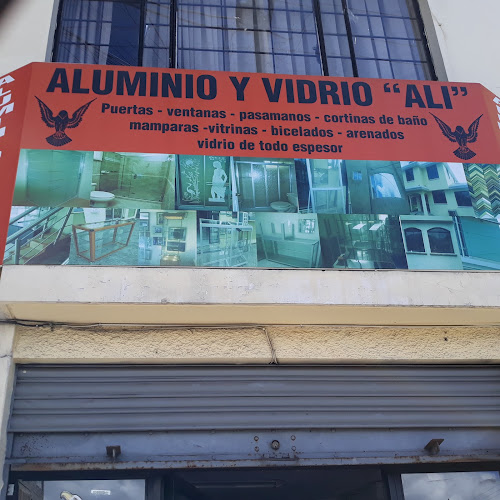 ALUMINIO Y VIDRIO “ALI”
Puertas - ventanas - pasamanos - cortinas de baño
mamparas -vitrinas - bicelados - arenados
vidrio de todo espesor